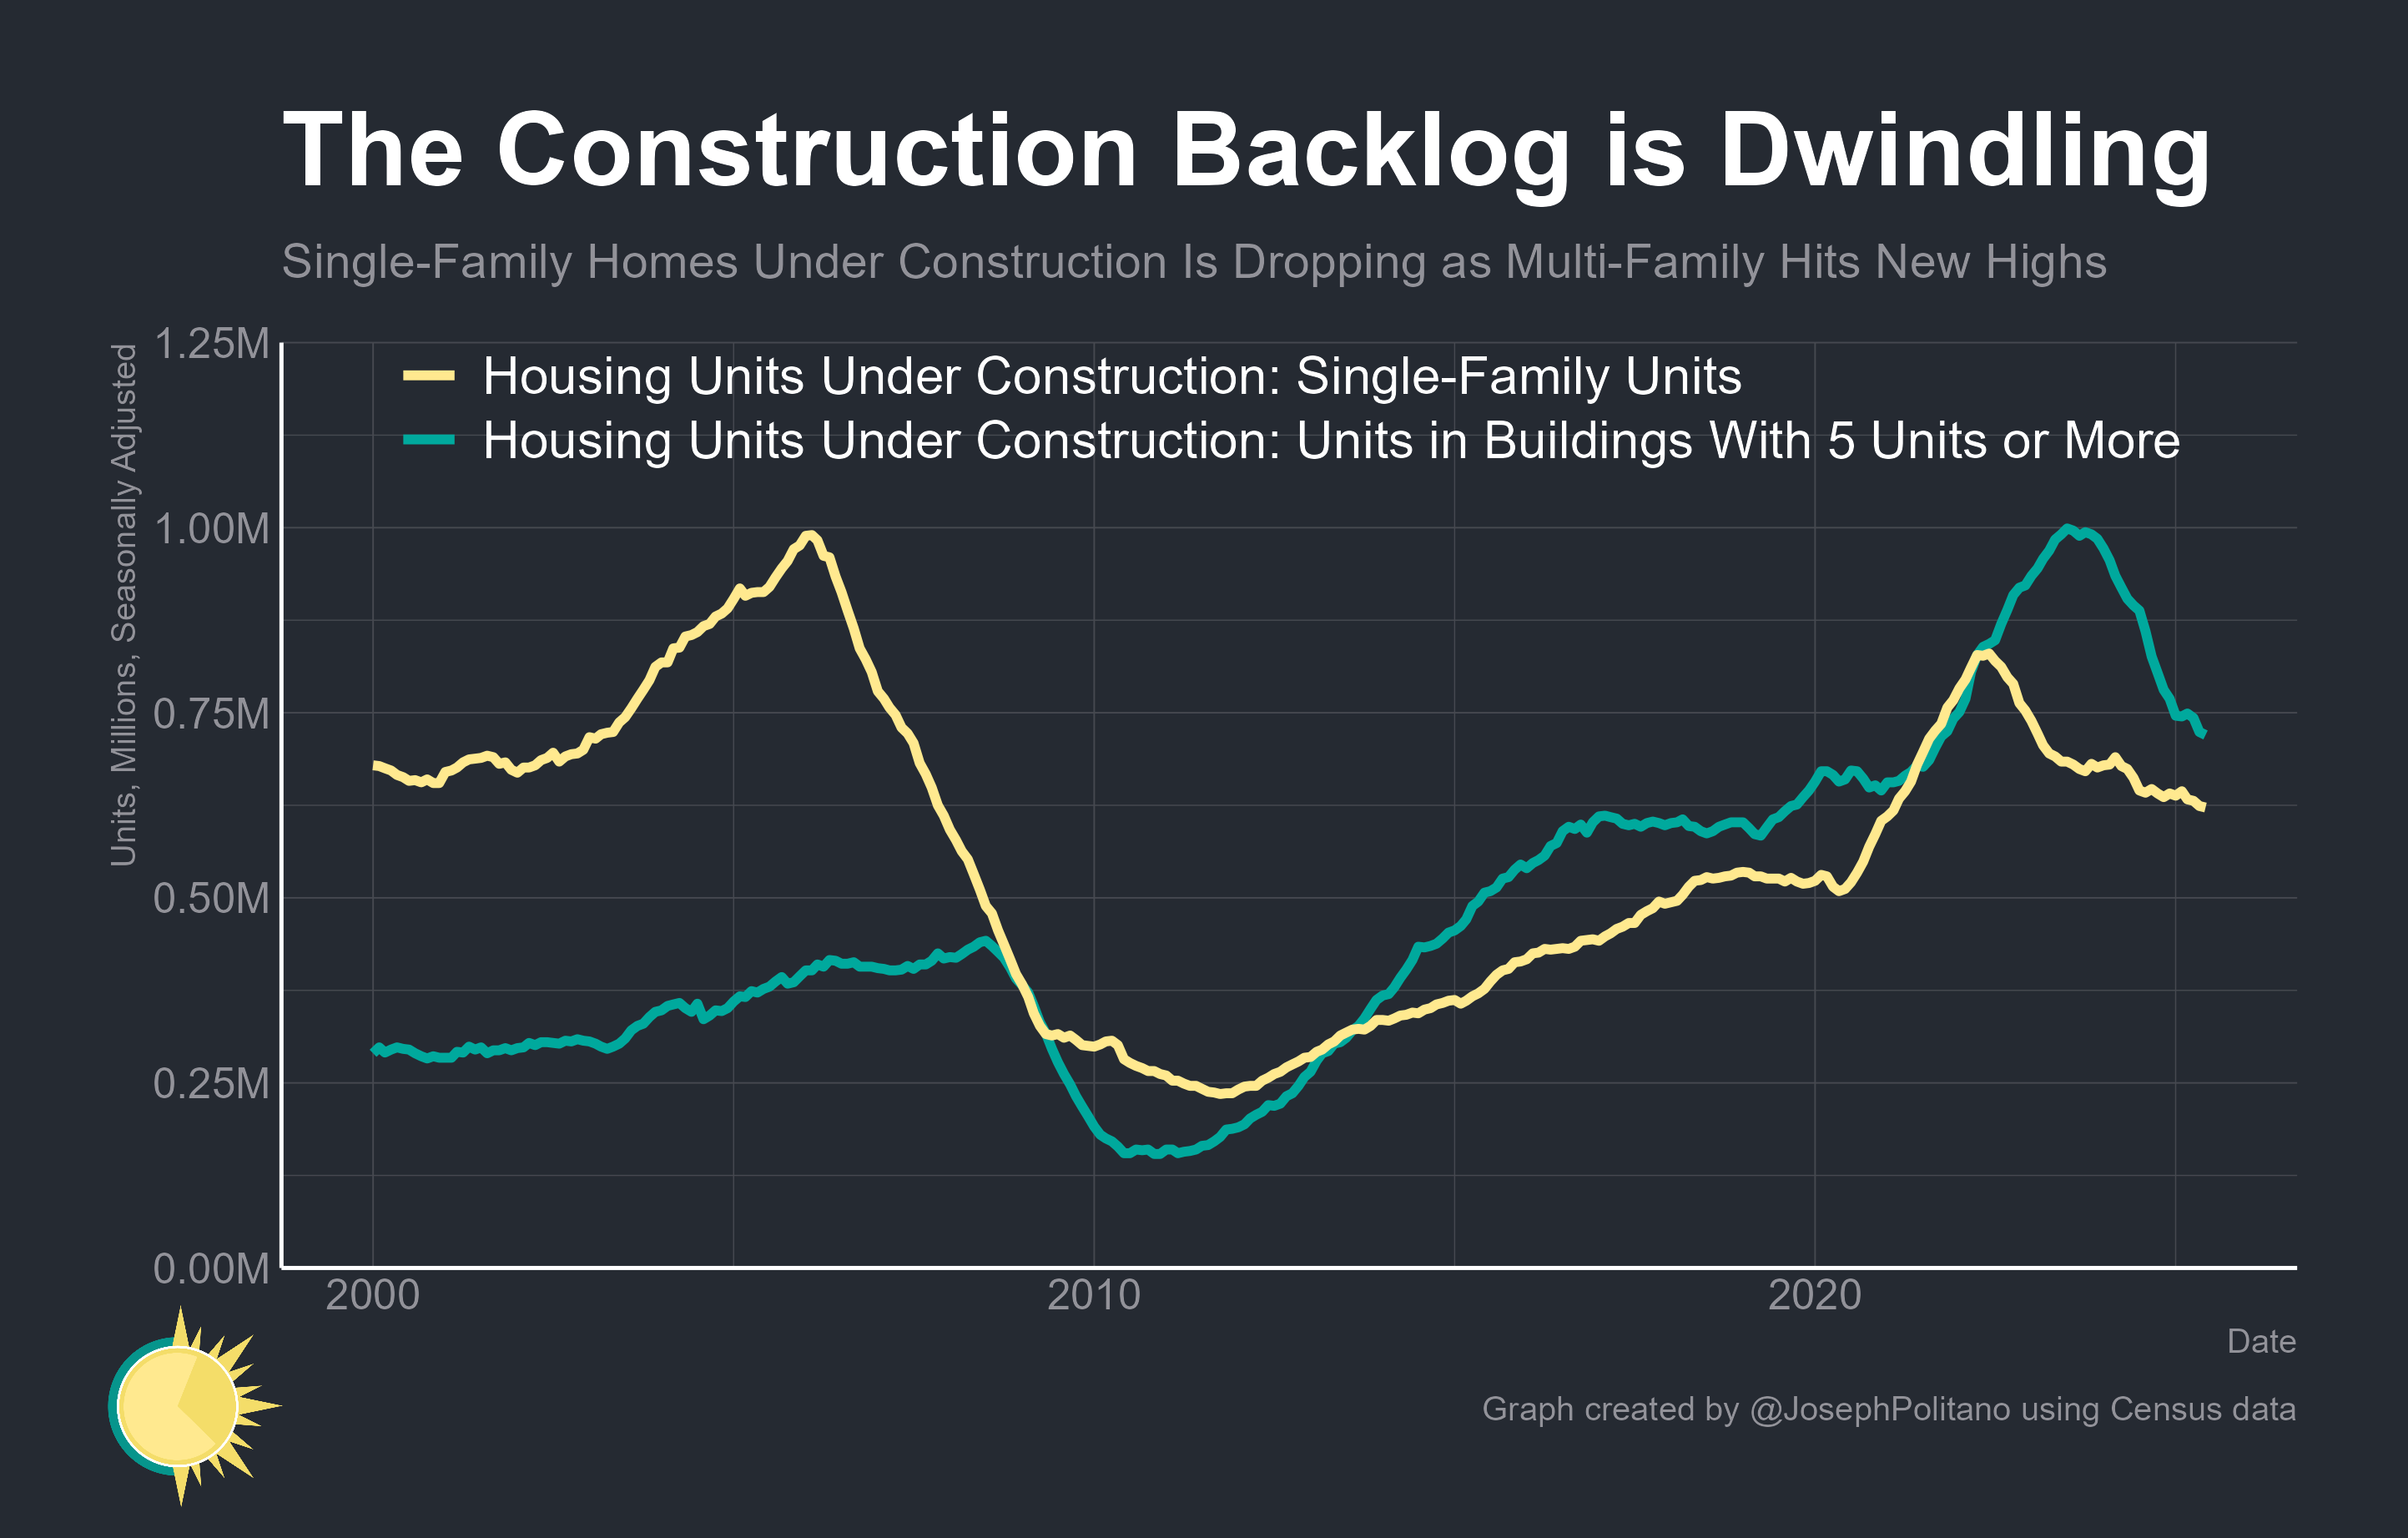 The Construction Backlog is Dwindling
Single-Family Homes Under Construction Is Dropping as Multi-Family Hits New Highs
Units, Millions, Seasonally Adjusted
1.25M
Housing Units Under Construction: Single-Family Units
Housing Units Under Construction: Units in Buildings With 5 Units or More
1.00M
0.75M
0.50M
0.25M
0.00M
2000
2010
2020
Date
Graph created by @JosephPolitano using Census data